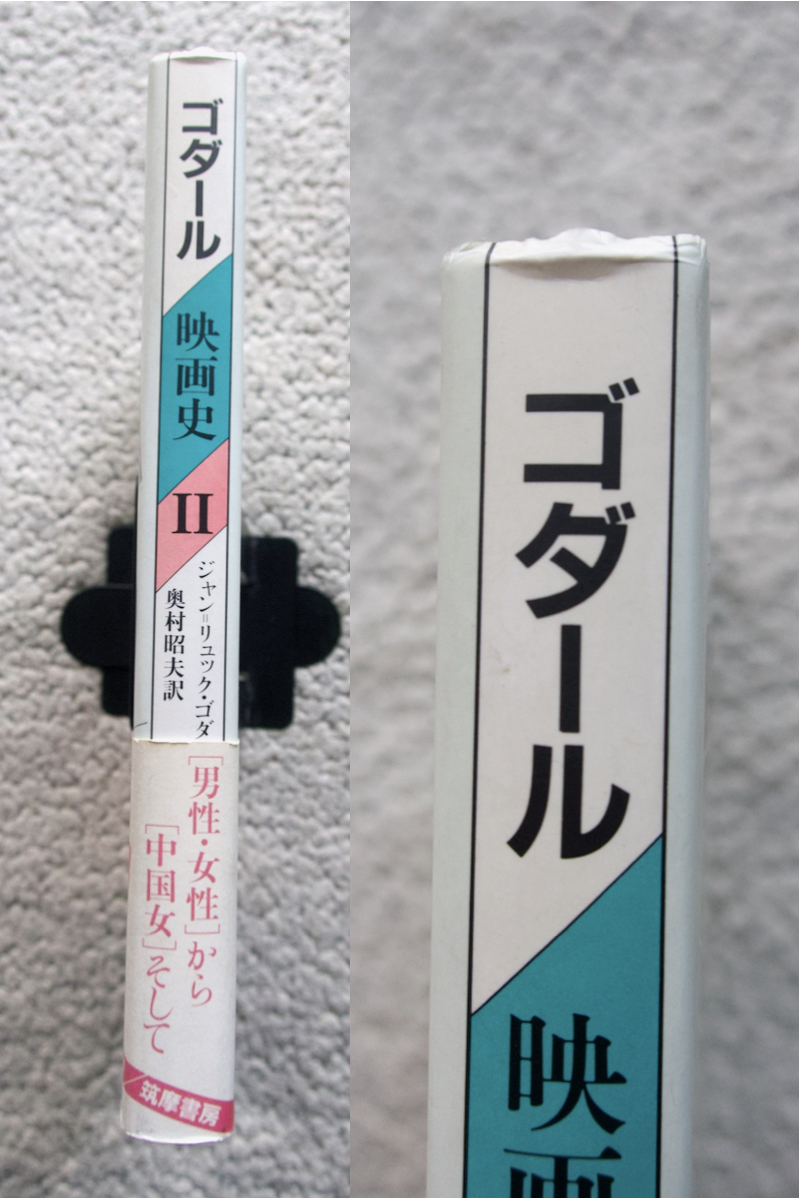 ゴダール
映画史
II
ジャン=リュック・ゴダ
奥村昭夫訳
[男性・女性]から
[中国女]そして
筑摩書房
ゴダール
映画